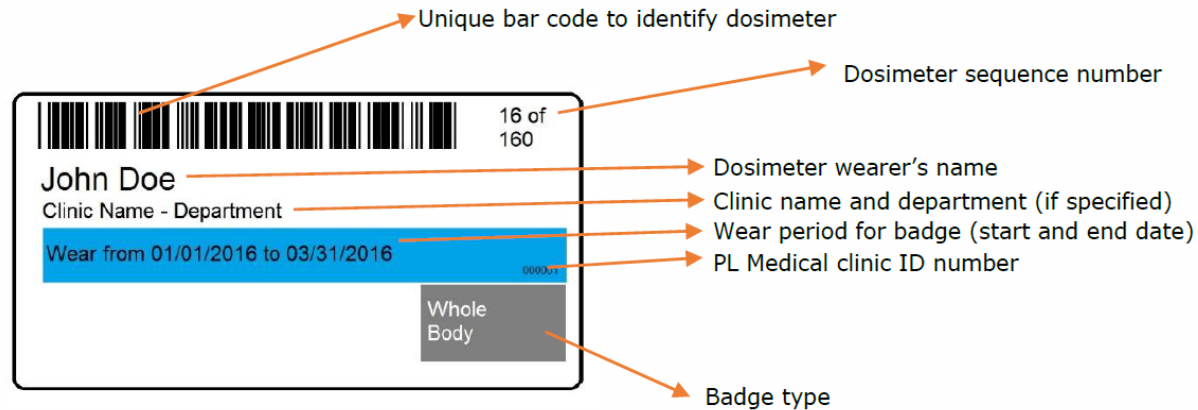 Unique bar code to identify dosimeter
Dosimeter sequence number
16 of
160
John Doe
Dosimeter wearer's name
Clinic Name - Department
Clinic name and department (if specified)
Wear from 01/01/2016 to 03/31/2016
Wear period for badge (start and end date)
000001
PL Medical clinic ID number
Whole
Body
Badge type